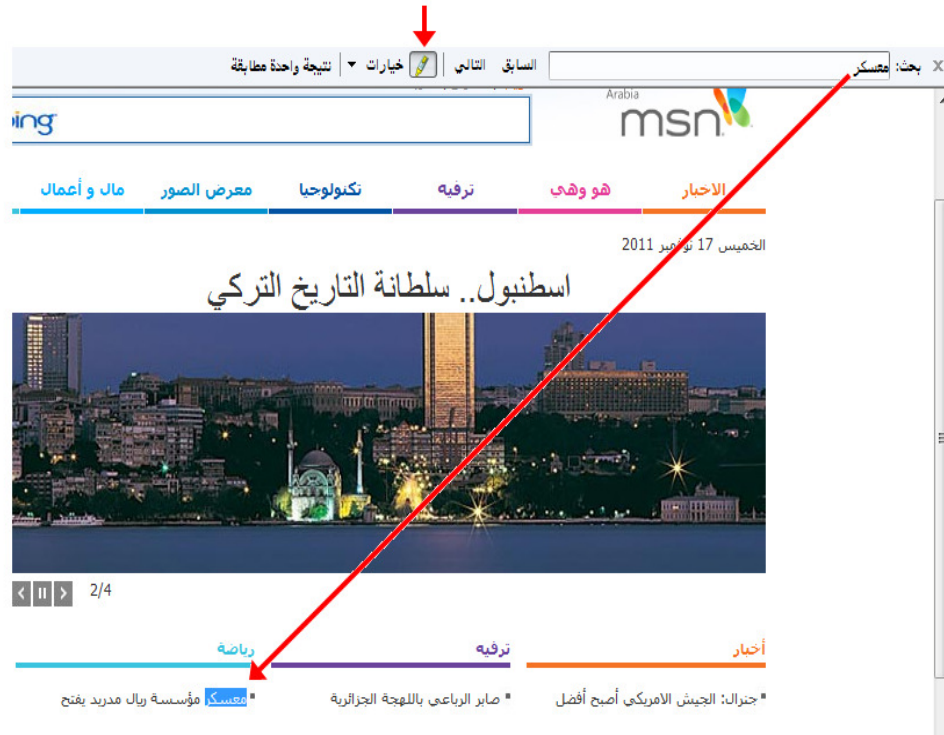 x بحث: معسكر السابق التالي خيارات نتيجة واحدة مطابقة
Arabia
msn
bing
الاخبار هو وهي ترفيه تكنولوجيا معرض الصور مال و أعمال
الخميس 17 نوفمبر 2011
اسطنبول.. سلطانة التاريخ التركي
2/4
أخبار ترفيه رياضة
جنرال: الجيش الامريكي أصبح أفضل صابر الرباعي باللهجة الجزائرية معسكر مؤسسة ريال مدريد يفتح